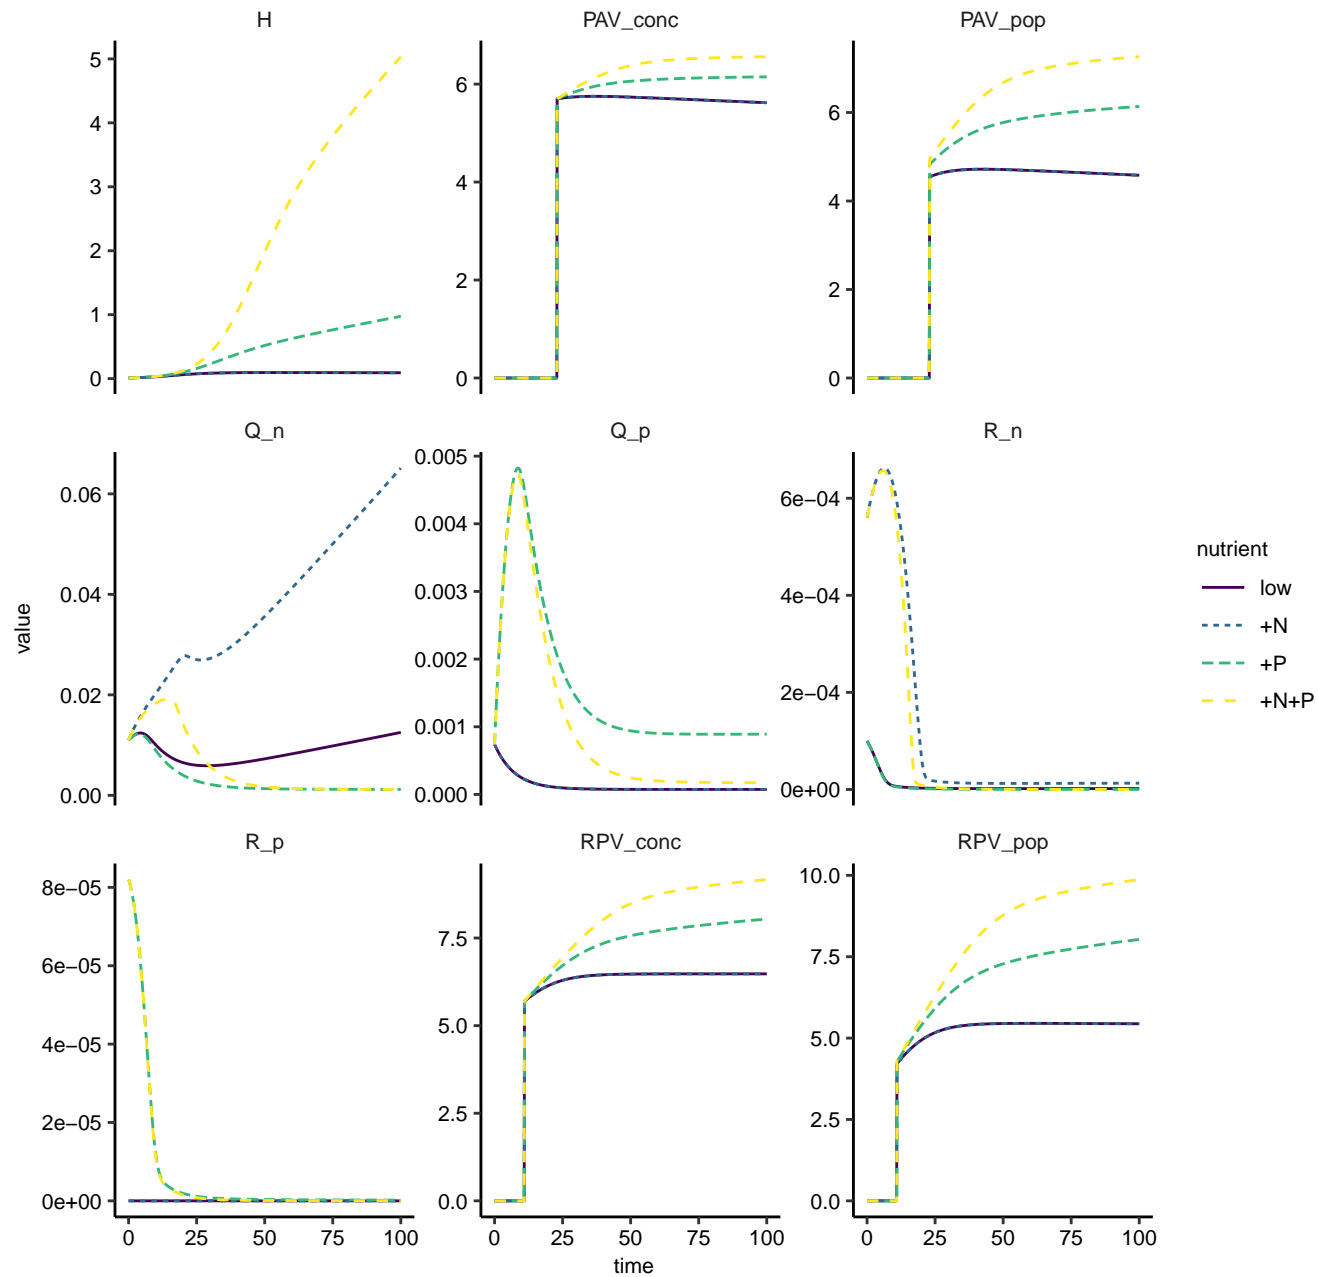 H
PAV_conc
PAV_pop
5
4
3
2
1
0
6
4
2
0
6
4
2
0
Q_n
Q_p
R_n
0.06
0.04
0.02
0.00
0.005
0.004
0.003
0.002
0.001
0.000
6e−04
4e−04
2e−04
0e+00
value
nutrient
low
+N
+P
+N+P
R_p
RPV_conc
RPV_pop
8e−05
6e−05
4e−05
2e−05
0e+00
7.5
5.0
2.5
0.0
10.0
7.5
5.0
2.5
0.0
0 25 50 75 100
0 25 50 75 100
0 25 50 75 100
time